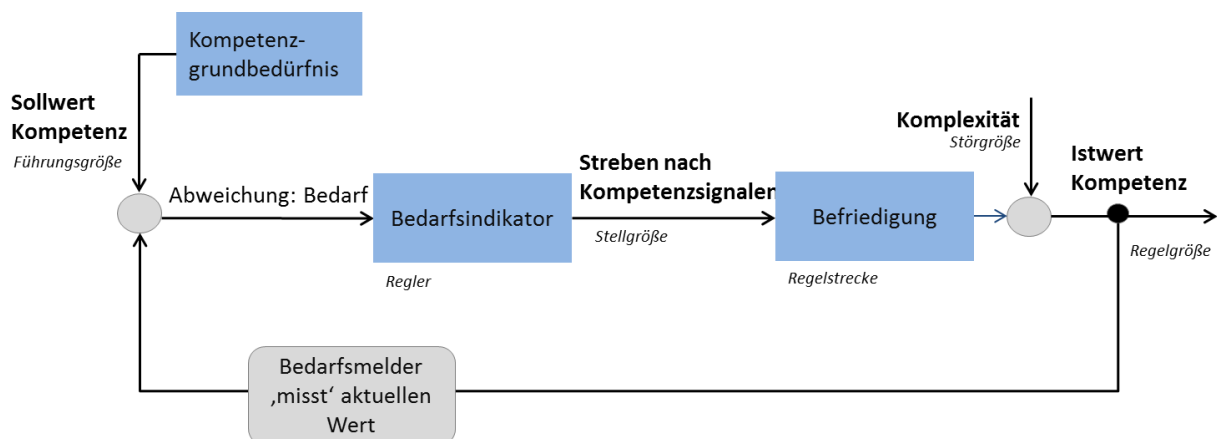 Kompetenz-
grundbedürfnis
Sollwert
Kompetenz
Führungsgröße
Abweichung: Bedarf
Bedarfsindikator
Regler
Streben nach
Kompetenzsignalen
Stellgröße
Befriedigung
Regelstrecke
Komplexität
Störgröße
Istwert
Kompetenz
Regelgröße
Bedarfsmelder
‚misst‘ aktuellen
Wert